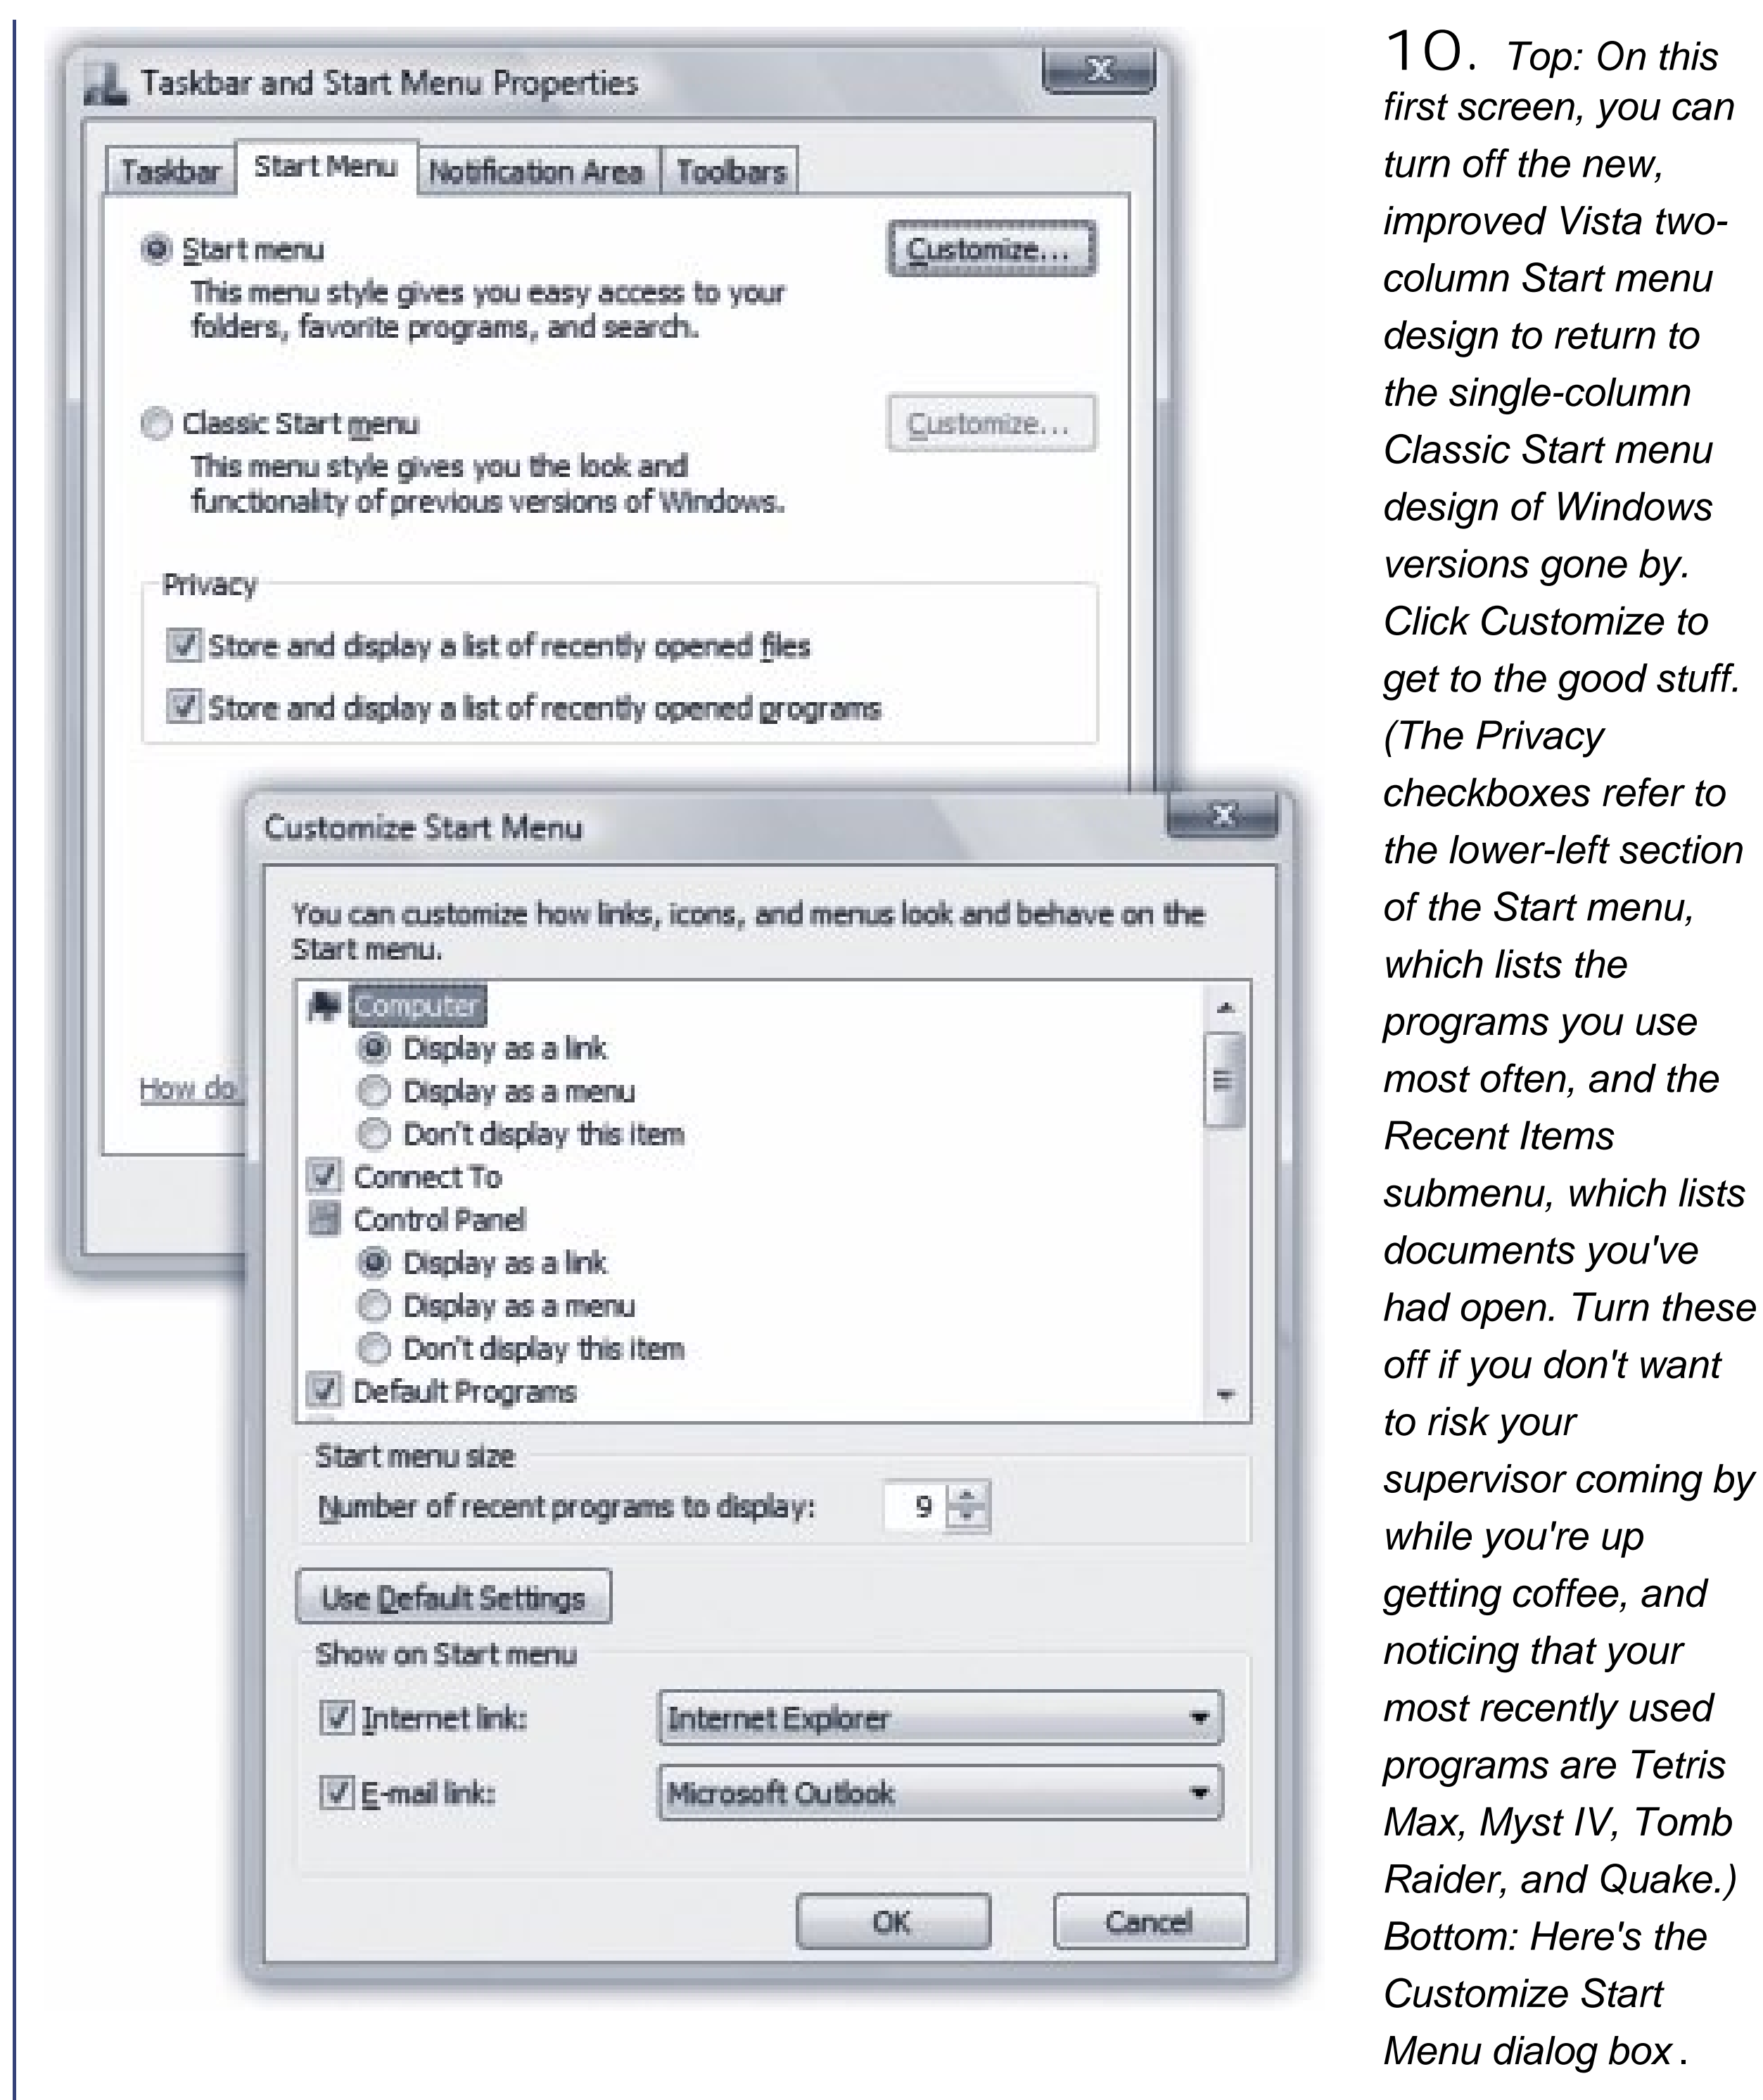 Taskbar and Start Menu Properties
Taskbar
Start Menu
Notification Area
Toolbars
Start menu
Customize...
This menu style gives you easy access to your
folders, favorite programs, and search.
Classic Start menu
Customize...
This menu style gives you the look and
functionality of previous versions of Windows.
Privacy
Store and display a list of recently opened files
Store and display a list of recently opened programs
How do
Customize Start Menu
You can customize how links, icons, and menus look and behave on the
Start menu.
Computer
Display as a link
Display as a menu
Don't display this item
Connect To
Control Panel
Display as a link
Display as a menu
Don't display this item
Default Programs
Start menu size
Number of recent programs to display:
9
Use Default Settings
Show on Start menu
Internet link:
Internet Explorer
E-mail link:
Microsoft Outlook
OK
Cancel
10. Top: On this
first screen, you can
turn off the new,
improved Vista two-
column Start menu
design to return to
the single-column
Classic Start menu
design of Windows
versions gone by.
Click Customize to
get to the good stuff.
(The Privacy
checkboxes refer to
the lower-left section
of the Start menu,
which lists the
programs you use
most often, and the
Recent Items
submenu, which lists
documents you've
had open. Turn these
off if you don't want
to risk your
supervisor coming by
while you're up
getting coffee, and
noticing that your
most recently used
programs are Tetris
Max, Myst IV, Tomb
Raider, and Quake.)
Bottom: Here's the
Customize Start
Menu dialog box.